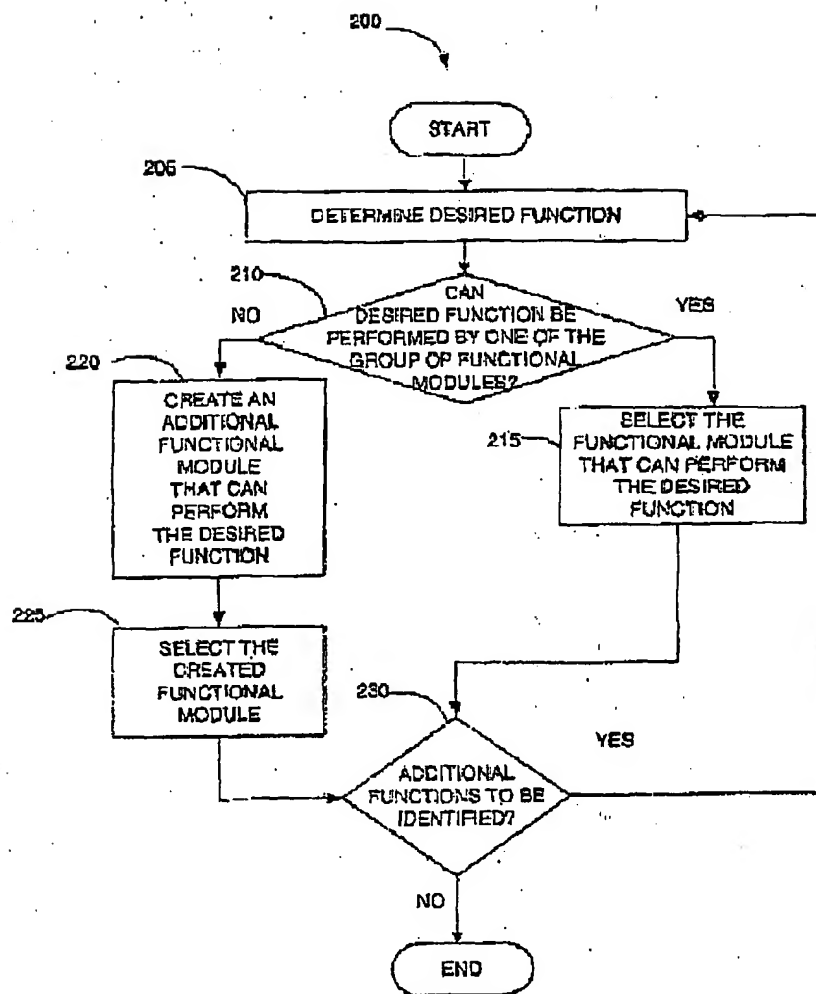 200
START
205
DETERMINE DESIRED FUNCTION
210
CAN
DESIRED FUNCTION BE
PERFORMED BY ONE OF THE
GROUP OF FUNCTIONAL
MODULES?
NO
YES
220
CREATE AN
ADDITIONAL
FUNCTIONAL
MODULE
THAT CAN
PERFORM
THE DESIRED
FUNCTION
215
SELECT THE
FUNCTIONAL MODULE
THAT CAN PERFORM
THE DESIRED
FUNCTION
225
SELECT THE
CREATED
FUNCTIONAL
MODULE
230
ADDITIONAL
FUNCTIONS TO BE
IDENTIFIED?
YES
NO
END